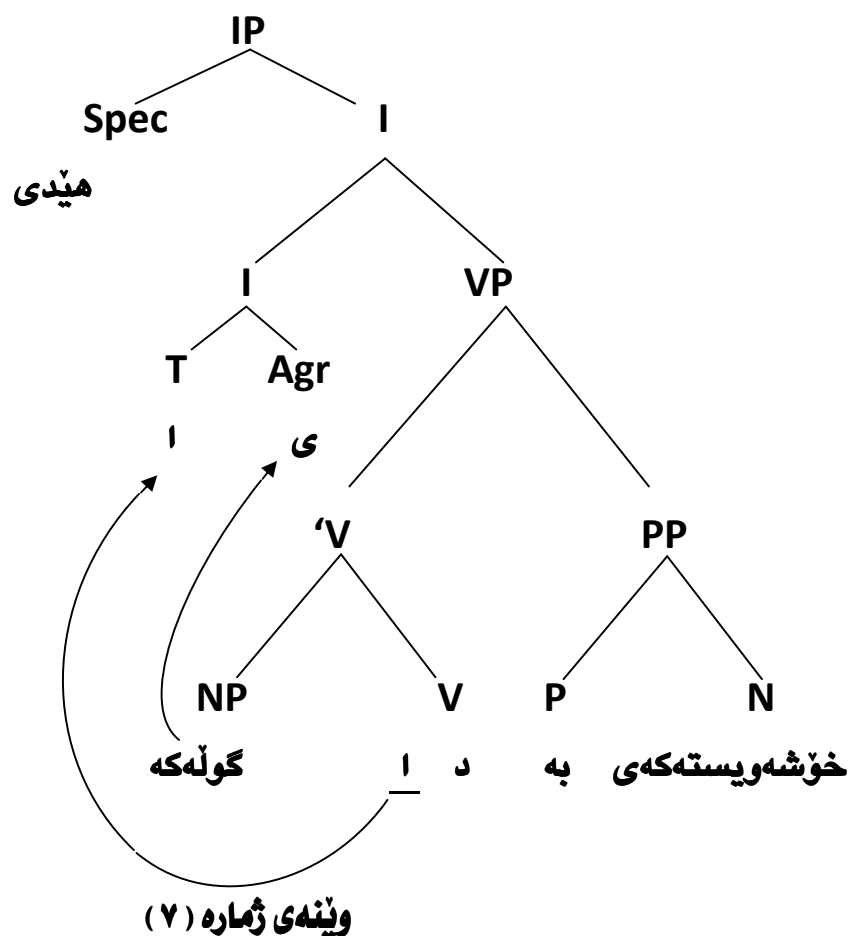 IP
Spec I
هێدی
I VP
T Agr
ا ی
‘V PP
NP V P N
گوڵەکە ا د بە خۆشەویستەکەی
وێنەی ژمارە (٧)